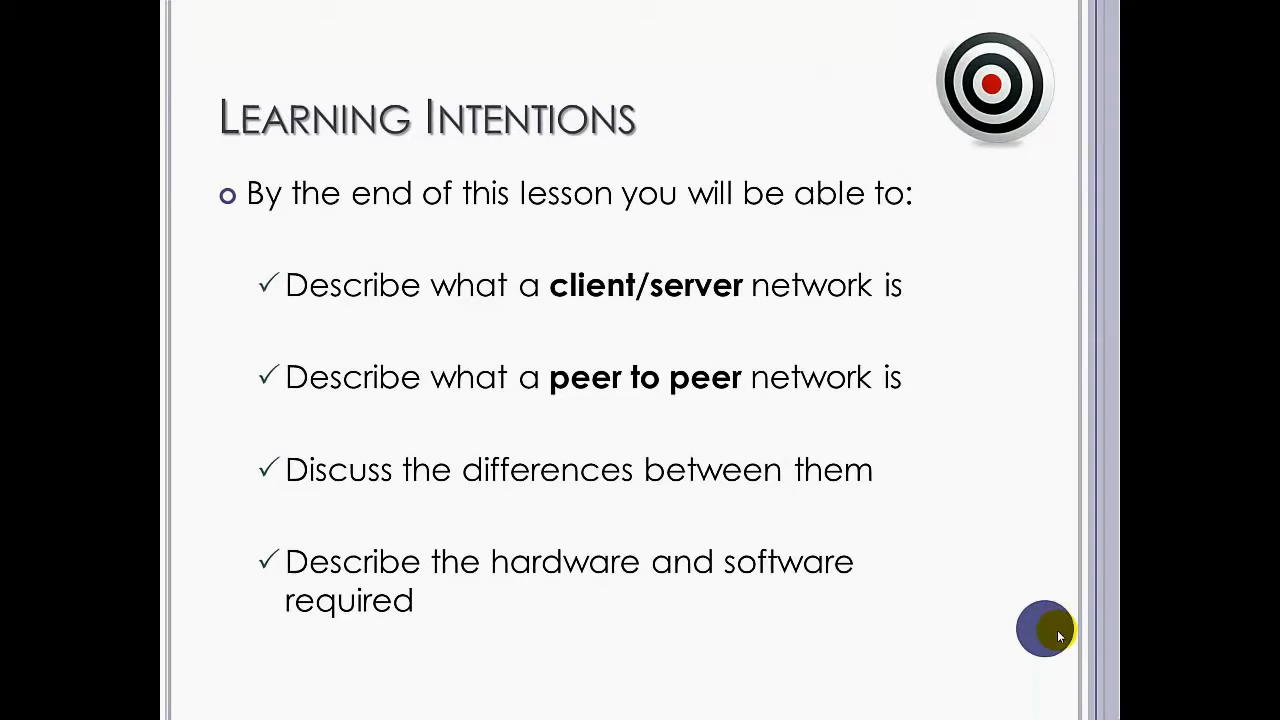 LEARNING INTENTIONS
By the end of this lesson you will be able to:
Describe what a client/server network is
Describe what a peer to peer network is
Discuss the differences between them
Describe the hardware and software
required